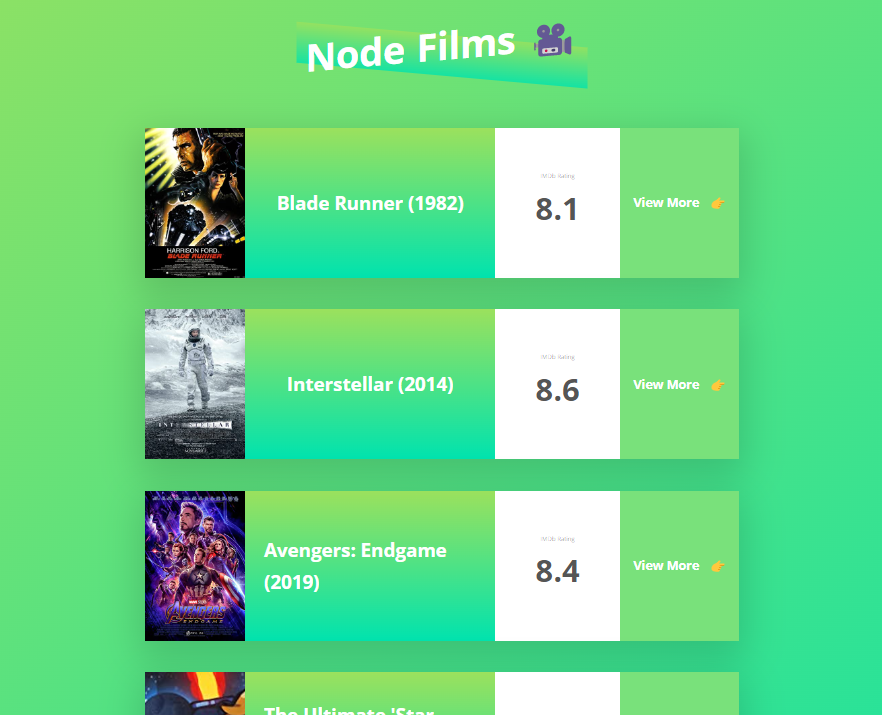 Node Films
HARRISON FORD.
BLADE RUNNER
Blade Runner (1982)
IMDb Rating
8.1
View More
INTERSTELLAR
Interstellar (2014)
IMDb Rating
8.6
View More
AVENGERS
ENDGAME
Avengers: Endgame
(2019)
IMDb Rating
8.4
View More
The Ultimate 'Star